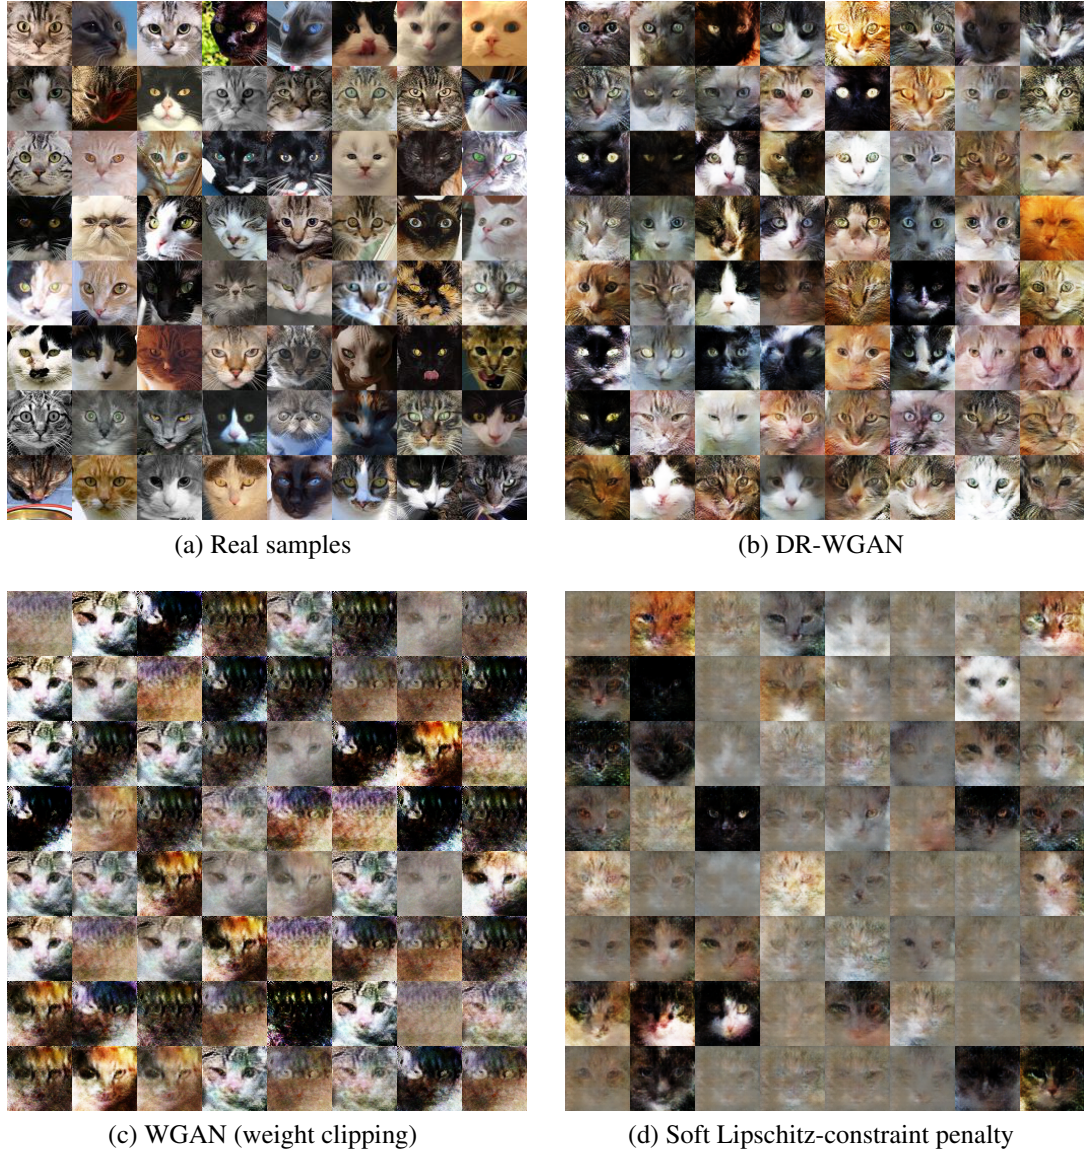 (a) Real samples
(b) DR-WGAN
(c) WGAN (weight clipping)
(d) Soft Lipschitz-constraint penalty